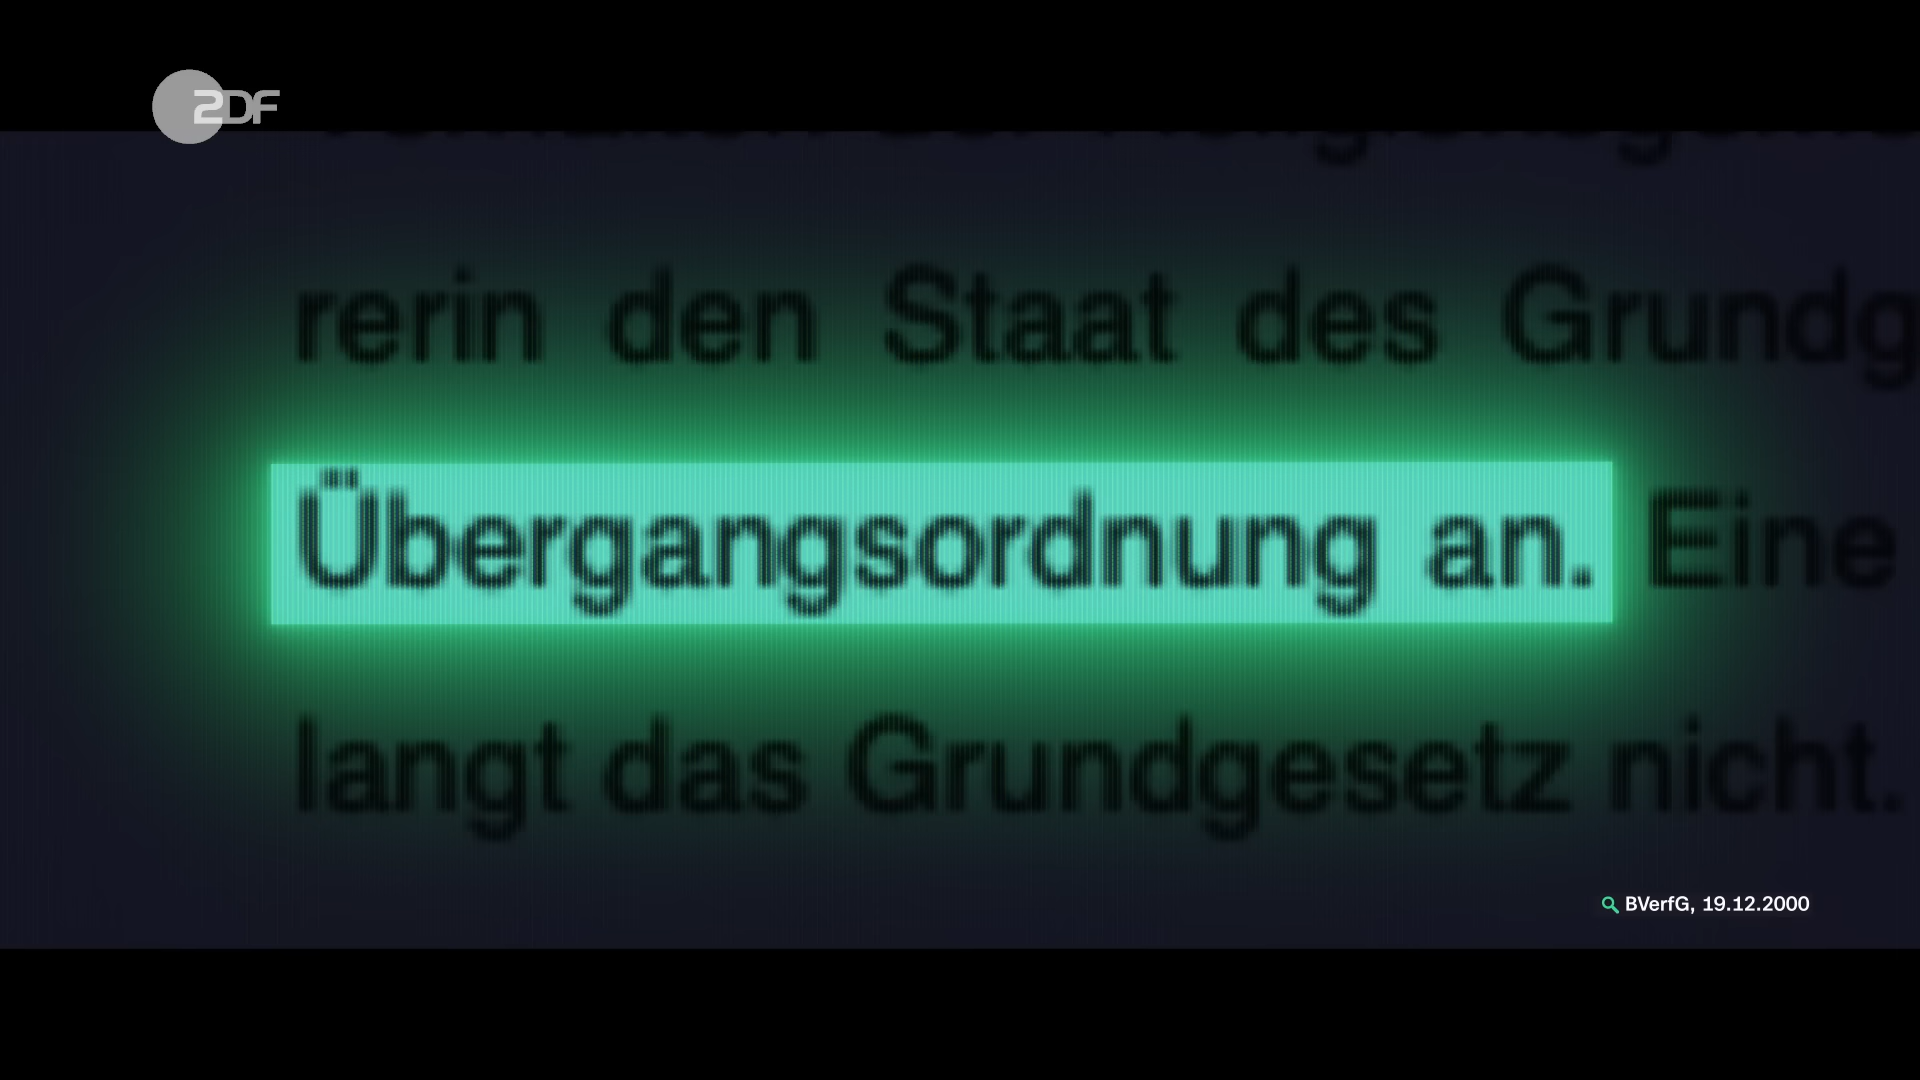 ZDF
rerin den Staat des Grundg
Übergangsordnung an. Eine
langt das Grundgesetz nicht.
BVerfG, 19.12.2000